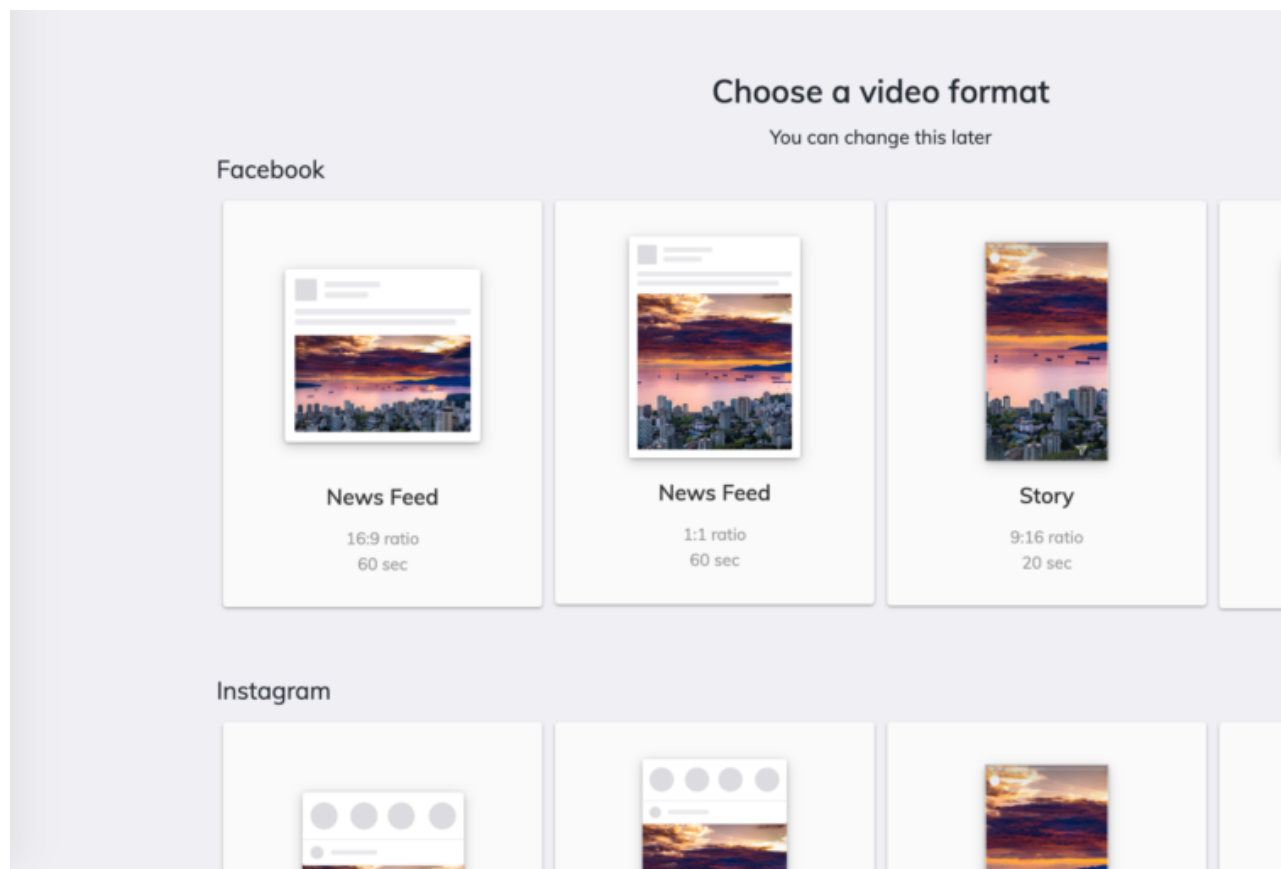 Choose a video format
You can change this later
Facebook
News Feed
16:9 ratio
60 sec
News Feed
1:1 ratio
60 sec
Story
9:16 ratio
20 sec
Instagram